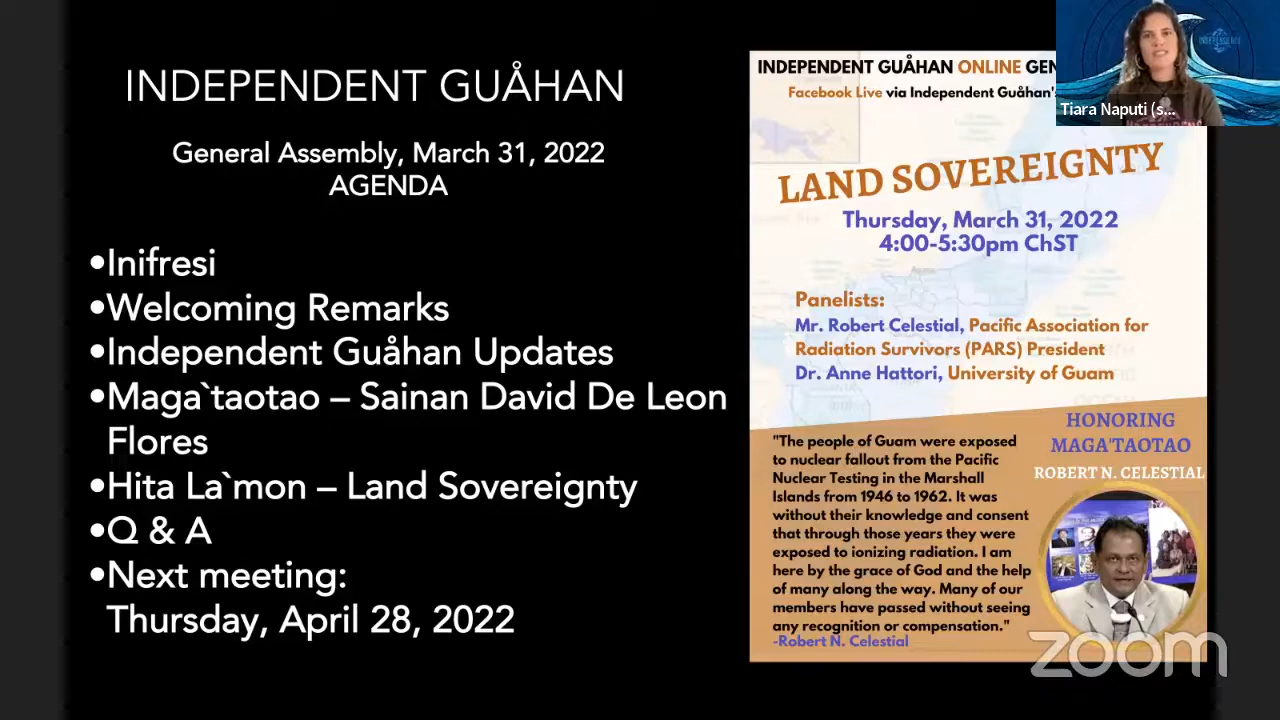 INDEPENDENT GUÅHAN
General Assembly, March 31, 2022
AGENDA
•Inifresi
•Welcoming Remarks
•Independent Guåhan Updates
•Maga`taotao – Sainan David De Leon
Flores
•Hita La`mon – Land Sovereignty
•Q & A
•Next meeting:
Thursday, April 28, 2022
INDEPENDENT GUÅHAN ONLINE GEN
Facebook Live via Independent Guåhan's
Tiara Naputi (s...
LAND SOVEREIGNTY
Thursday, March 31, 2022
4:00-5:30pm ChST
Panelists:
Mr. Robert Celestial, Pacific Association for
Radiation Survivors (PARS) President
Dr. Anne Hattori, University of Guam
"The people of Guam were exposed
to nuclear fallout from the Pacific
Nuclear Testing in the Marshall
Islands from 1946 to 1962. It was
without their knowledge and consent
that through those years they were
exposed to ionizing radiation. I am
here by the grace of God and the help
of many along the way. Many of our
members have passed without seeing
any recognition or compensation."
-Robert N. Celestial
HONORING
MAGA'TAOTAO
ROBERT N. CELESTIAL
zoom